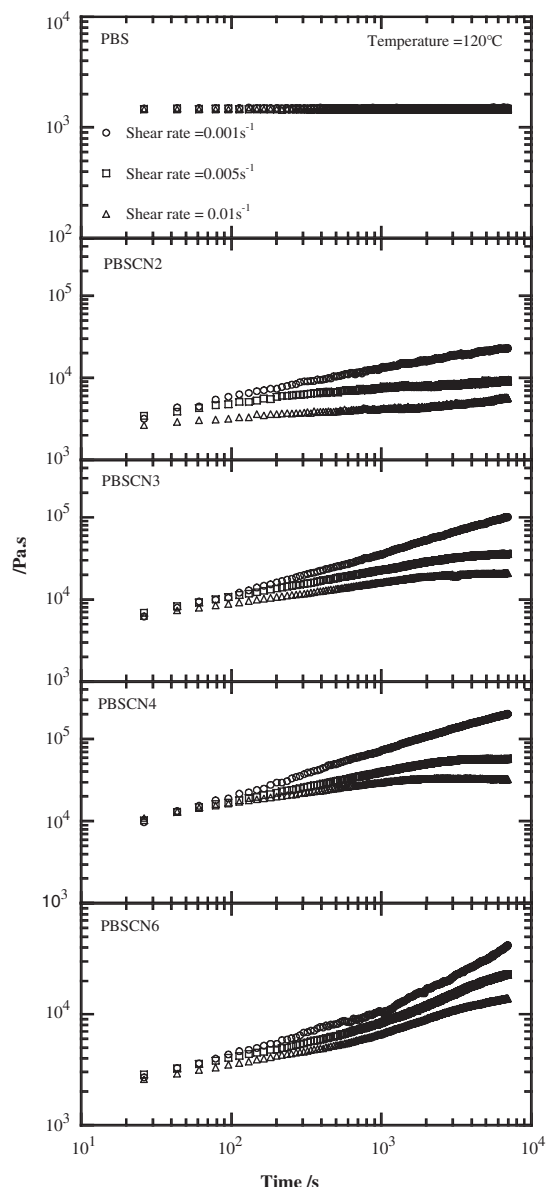 10^4
PBS
Temperature =120°C
10^3
Shear rate =0.001s^-1
Shear rate =0.005s^-1
Shear rate = 0.01s^-1
10^2
PBSCN2
10^5
10^4
10^3
PBSCN3
10^5
/Pa.s
10^4
10^3
PBSCN4
10^5
10^4
10^3
PBSCN6
10^4
10^3
10^1
10^2
10^3
10^4
Time /s